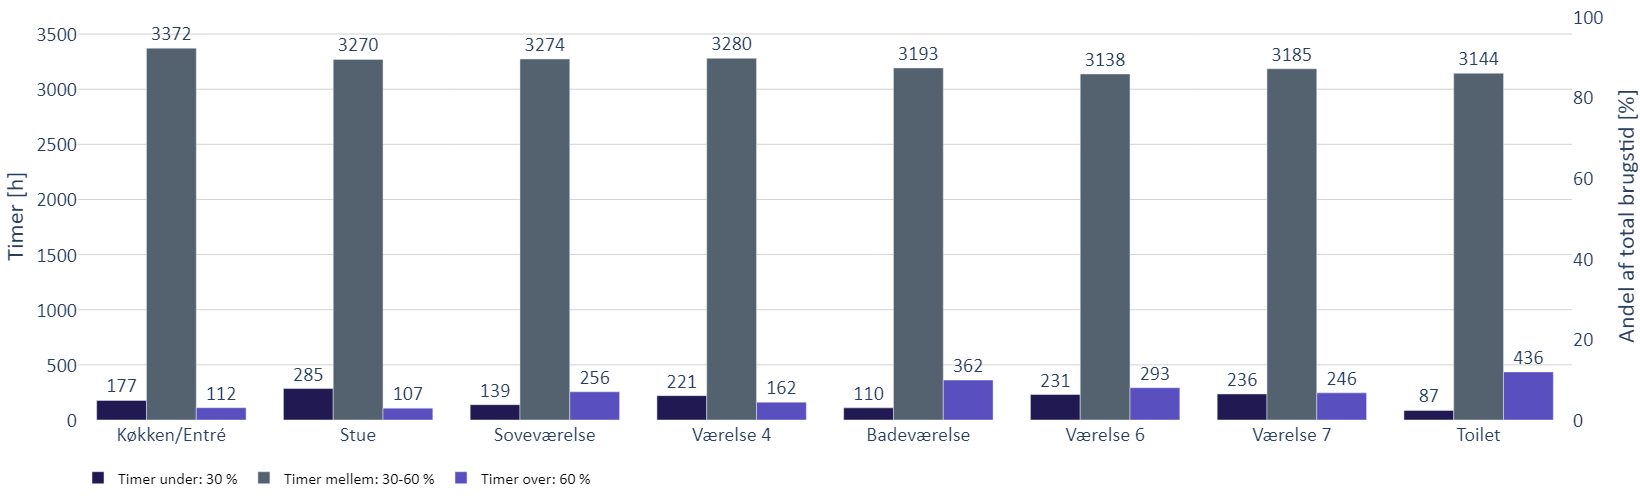 Timer [h]
3500
3000
2500
2000
1500
1000
500
0
3372
3270
3274
3280
3193
3138
3185
3144
177
112
285
107
139
256
221
162
110
362
231
293
236
246
87
436
100
80
60
40
20
0
Andel af total brugstid [%]
Køkken/Entré
Stue
Soveværelse
Værelse 4
Badeværelse
Værelse 6
Værelse 7
Toilet
Timer under: 30 %
Timer mellem: 30-60 %
Timer over: 60 %